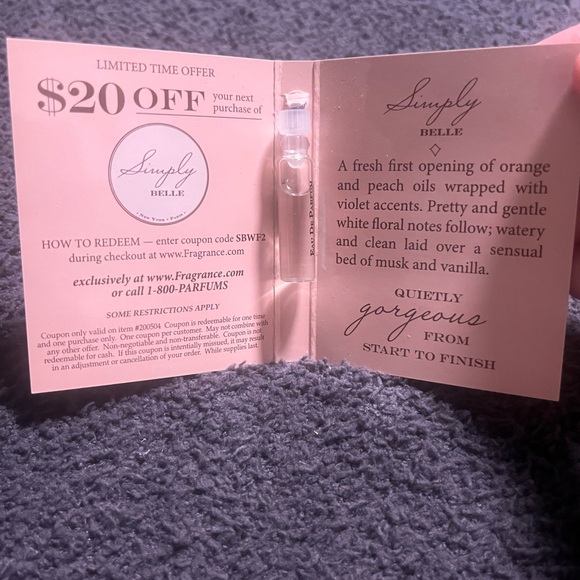 LIMITED TIME OFFER
$20 OFF your next
purchase of
Simply
BELLE
• New York • Paris •
HOW TO REDEEM — enter coupon code SBWF2
during checkout at www.Fragrance.com
exclusively at www.Fragrance.com
or call 1-800-PARFUMS
SOME RESTRICTIONS APPLY
Coupon only valid on item #200504 Coupon is redeemable for one time
and one purchase only. One coupon per customer. May not combine with
any other offer. Non-negotiable and non-transferable. Coupon is not
redeemable for cash. If this coupon is intentially missued, it may result
in an adjustment or cancellation of your order. While supplies last.
EAU DE PARFUM
Simply
BELLE
A fresh first opening of orange
and peach oils wrapped with
violet accents. Pretty and gentle
white floral notes follow; watery
and clean laid over a sensual
bed of musk and vanilla.
QUIETLY
gorgeous
FROM
START TO FINISH